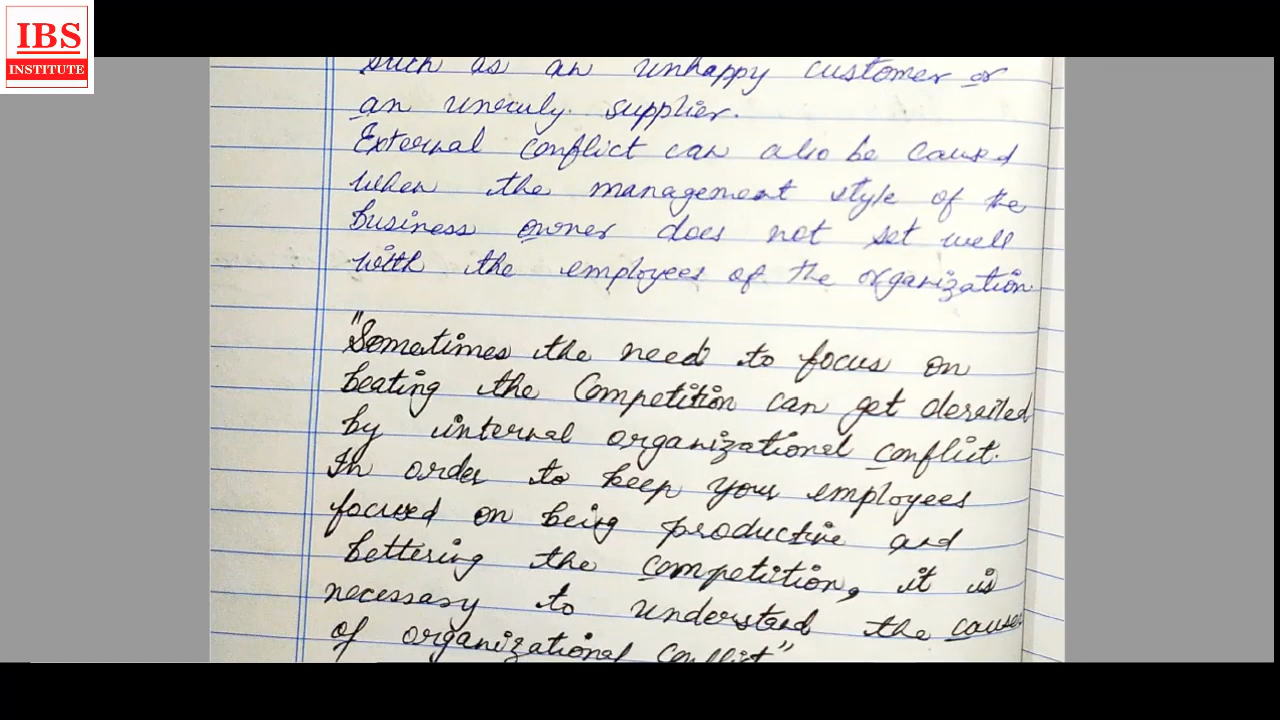 IBS
INSTITUTE
such as an unhappy customer or
an unruly. supplier.
External conflict can also be caused
when the management style of the
business owner does not set well
with the employees of the organization
"Sometimes the need to focus on
beating the Competition can get derailed
by internal organizational conflict.
In order to keep your employees
focused on being productive and
bettering the competition, it is
necessary to understand the causes
of organizational conflict"